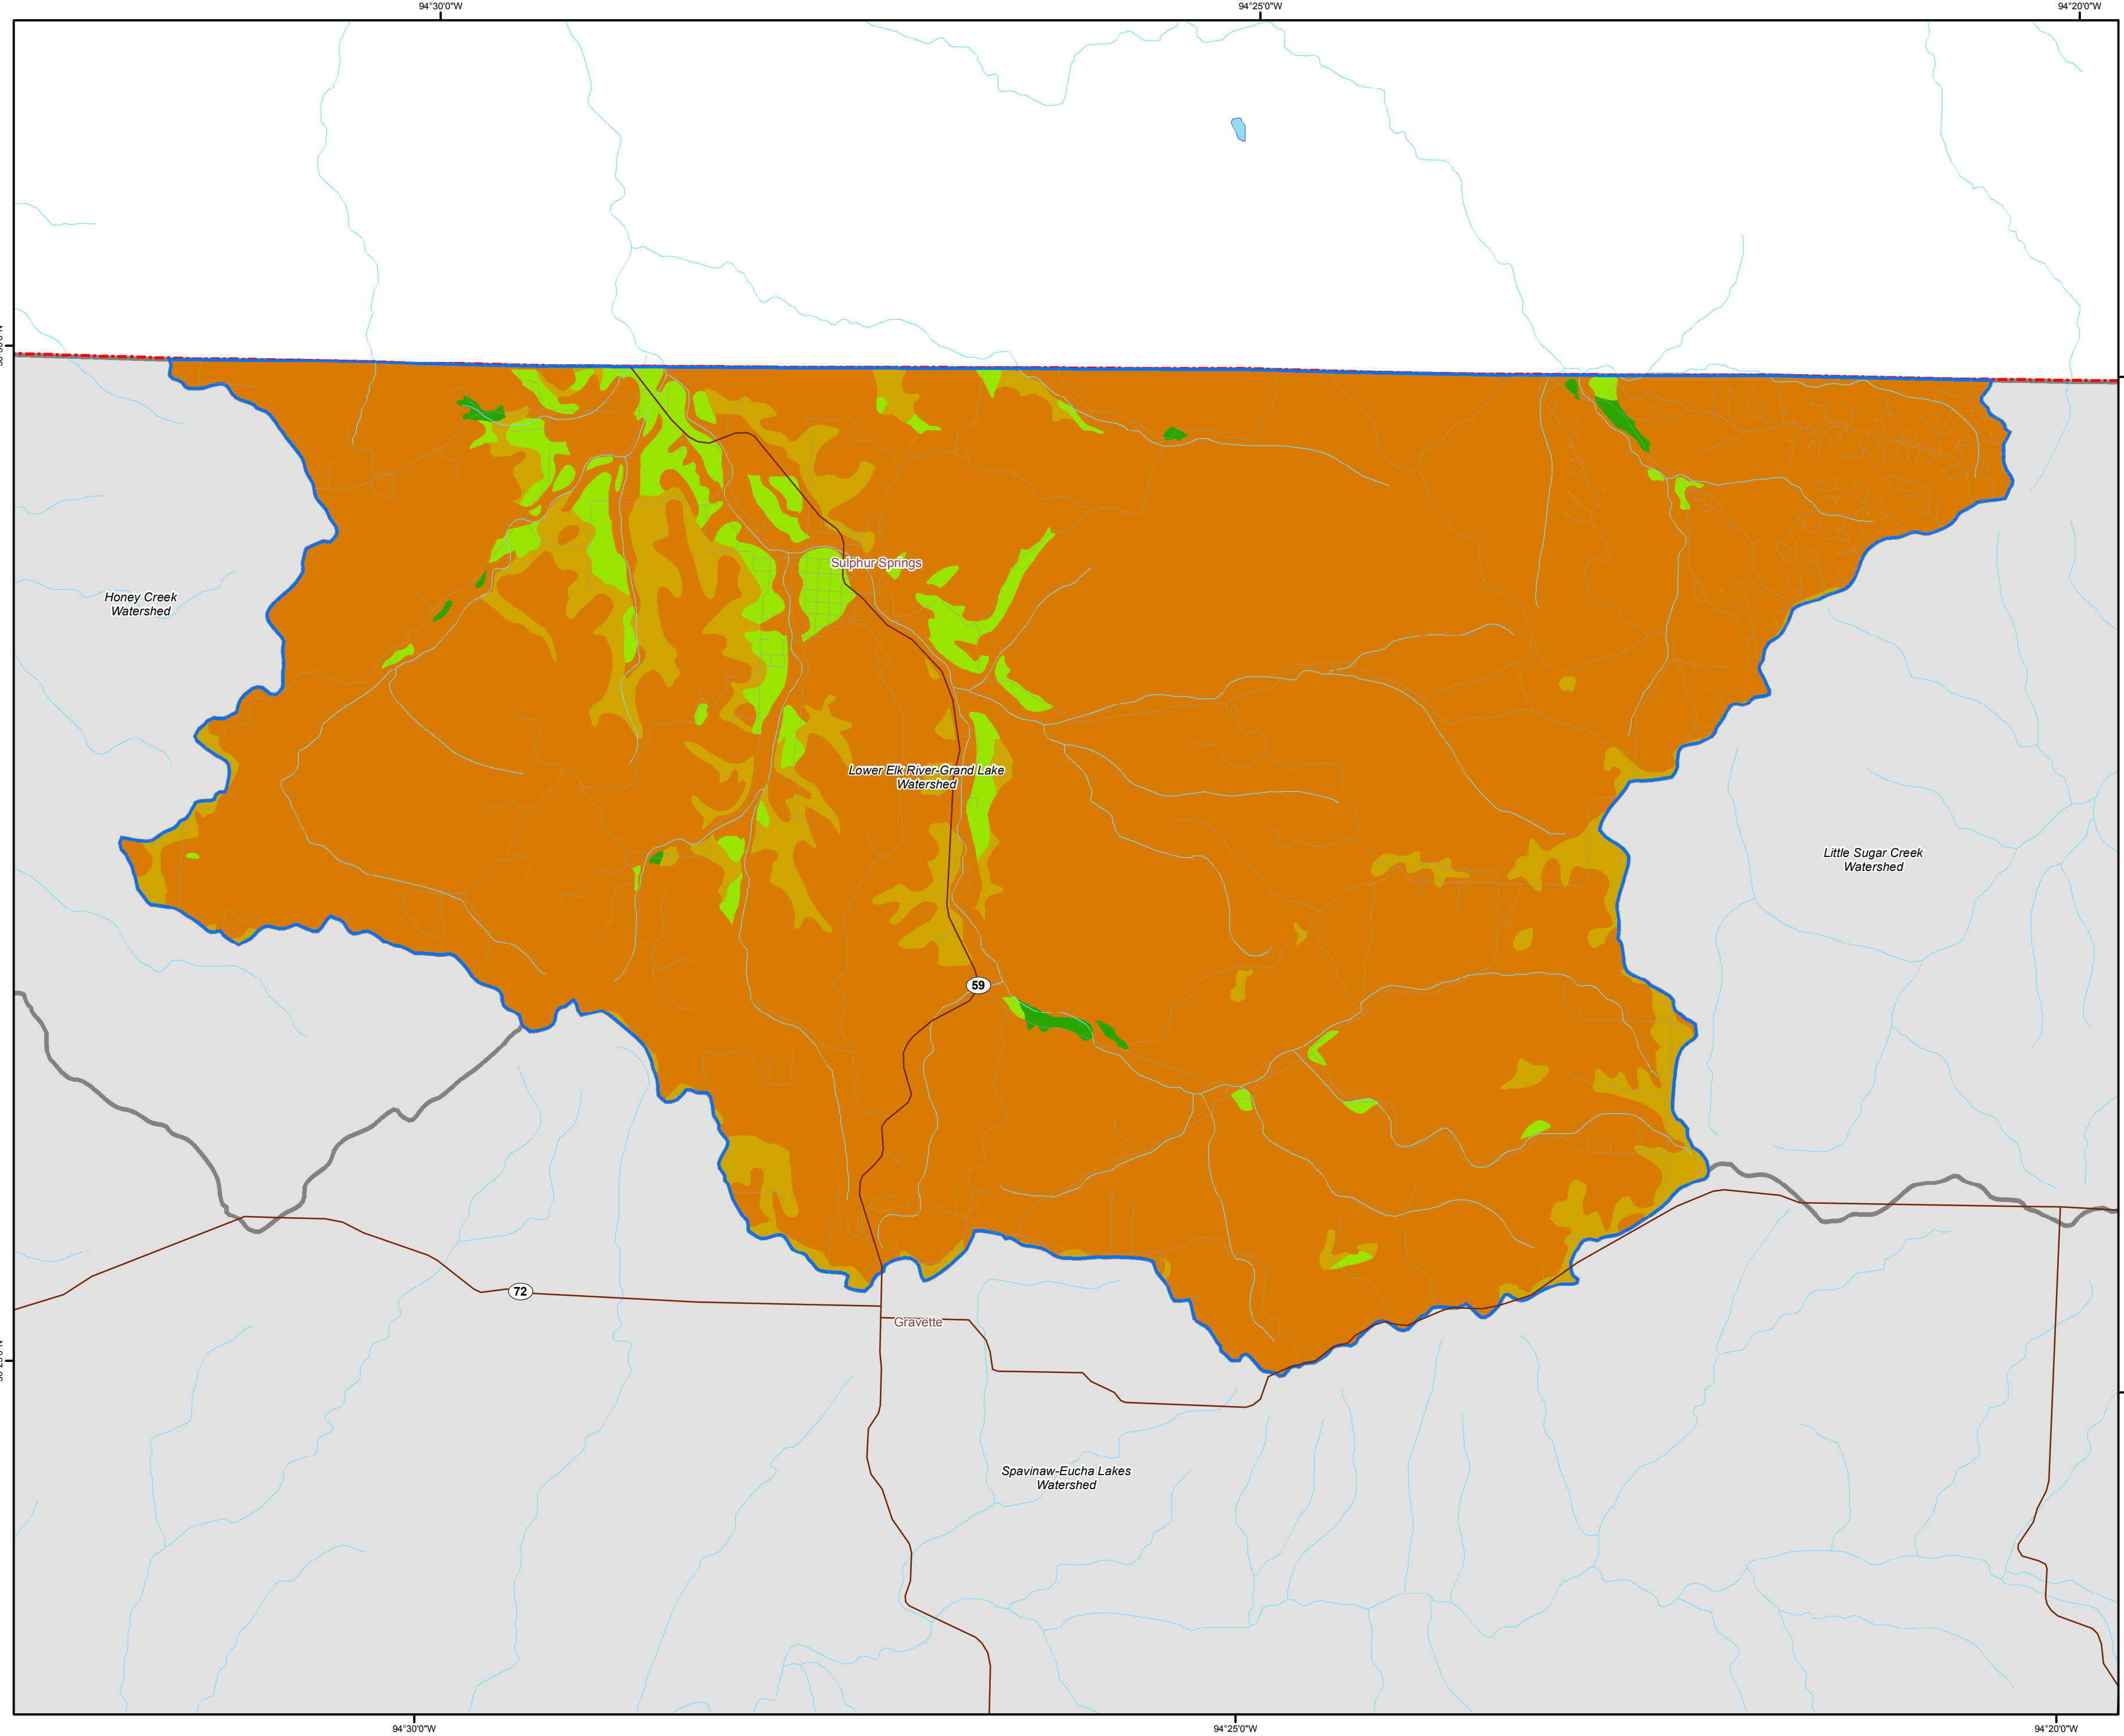 94°30'0"W
94°25'0"W
94°20'0"W
Sulphur Springs
Honey Creek
Watershed
Lower Elk River-Grand Lake
Watershed
Little Sugar Creek
Watershed
59
72
Gravette
Spavinaw-Eucha Lakes
Watershed
94°30'0"W
94°25'0"W
94°20'0"W